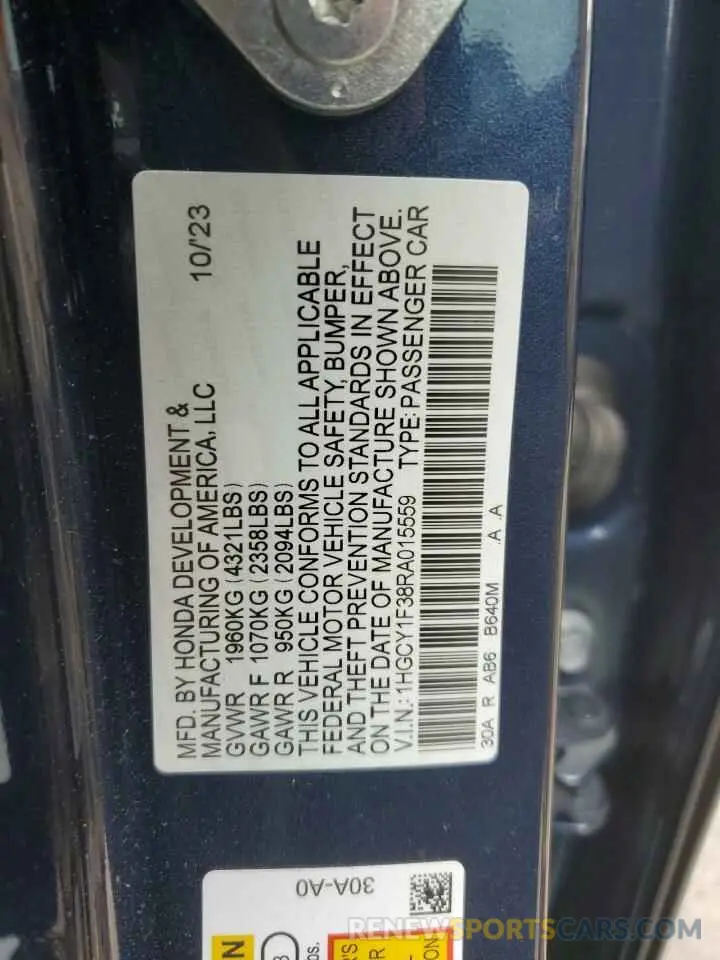 MFD. BY HONDA DEVELOPMENT &
MANUFACTURING OF AMERICA, LLC 10/'23
GVWR 1960KG (4321LBS)
GAWR F 1070KG (2358LBS)
GAWR R 950KG (2094LBS)
THIS VEHICLE CONFORMS TO ALL APPLICABLE
FEDERAL MOTOR VEHICLE SAFETY, BUMPER,
AND THEFT PREVENTION STANDARDS IN EFFECT
ON THE DATE OF MANUFACTURE SHOWN ABOVE.
V.I.N.: 1HGCY1F38RA015559 TYPE: PASSENGER CAR
30A R AB6 B640M .A .A
30A-A0
RENEWSPORTSCARS.COM